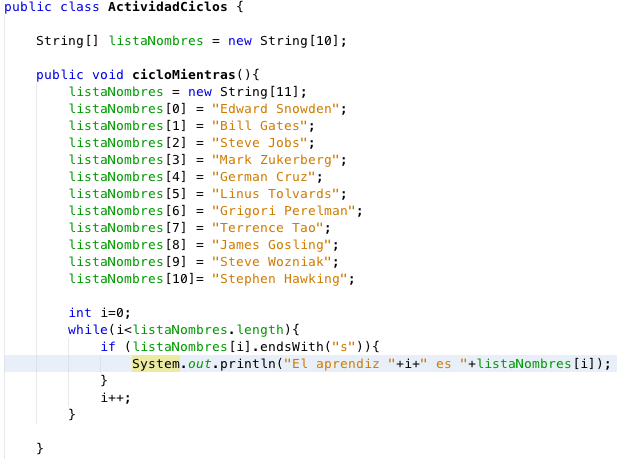 public class ActividadCiclos {
String[] listaNombres = new String[10];
public void cicloMientras(){
listaNombres = new String[11];
listaNombres[0] = "Edward Snowden";
listaNombres[1] = "Bill Gates";
listaNombres[2] = "Steve Jobs";
listaNombres[3] = "Mark Zukerberg";
listaNombres[4] = "German Cruz";
listaNombres[5] = "Linus Tolvards";
listaNombres[6] = "Grigori Perelman";
listaNombres[7] = "Terrence Tao";
listaNombres[8] = "James Gosling";
listaNombres[9] = "Steve Wozniak";
listaNombres[10]= "Stephen Hawking";
int i=0;
while(i<listaNombres.length){
if (listaNombres[i].endsWith("s")){
System.out.println("El aprendiz "+i+" es "+listaNombres[i]);
}
i++;
}
}